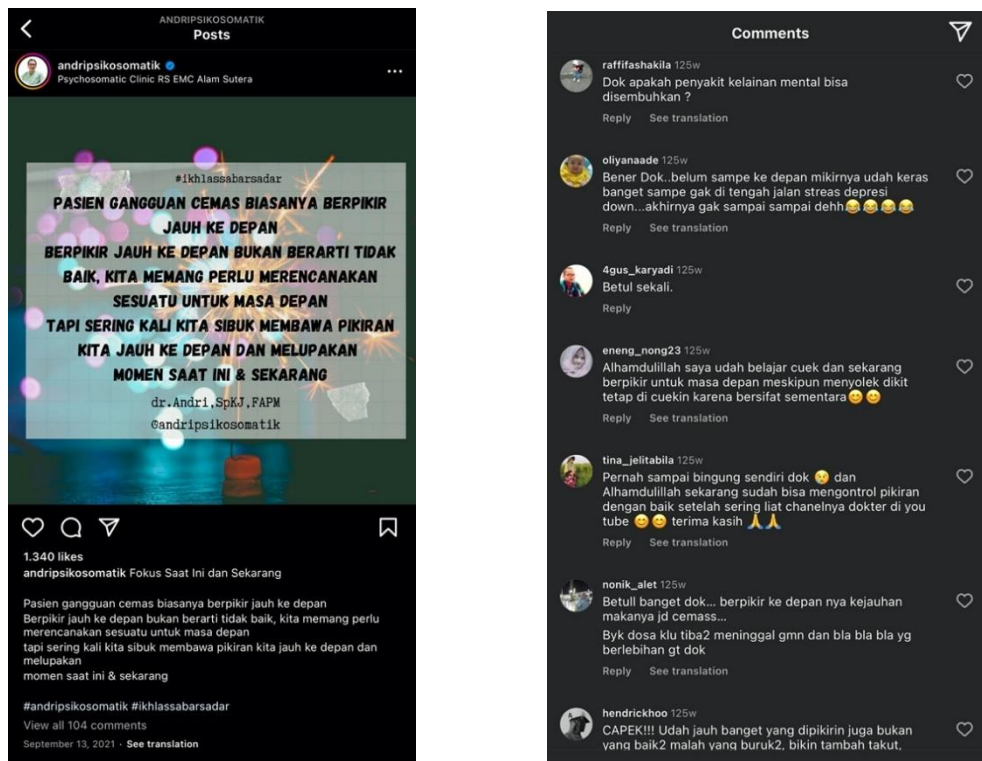 ANDRIPSIKOSOMATIK
Posts
andripsikosomatik
Psychosomatic Clinic RS EMC Alam Sutera
#ikhlassabarsadar
PASIEN GANGGUAN CEMAS BIASANYA BERPIKIR
JAUH KE DEPAN
BERPIKIR JAUH KE DEPAN BUKAN BERARTI TIDAK
BAIK, KITA MEMANG PERLU MERENCANAKAN
SESUATU UNTUK MASA DEPAN
TAPI SERING KALI KITA SIBUK MEMBAWA PIKIRAN
KITA JAUH KE DEPAN DAN MELUPAKAN
MOMEN SAAT INI & SEKARANG
dr.Andri,SpKJ,FAPM
@andripsikosomatik
1.340 likes
andripsikosomatik Fokus Saat Ini dan Sekarang
Pasien gangguan cemas biasanya berpikir jauh ke depan
Berpikir jauh ke depan bukan berarti tidak baik, kita memang perlu
merencanakan sesuatu untuk masa depan
tapi sering kali kita sibuk membawa pikiran kita jauh ke depan dan
melupakan
momen saat ini & sekarang
#andripsikosomatik #ikhlassabarsadar
View all 104 comments
September 13, 2021 · See translation
Comments
raffifashakila 125w
Dok apakah penyakit kelainan mental bisa
disembuhkan ?
Reply See translation
oliyanaade 125w
Bener Dok..belum sampe ke depan mikirnya udah keras
banget sampe gak di tengah jalan streas depresi
down...akhirnya gak sampai sampai dehh😂😂😂😂
Reply See translation
4gus_karyadi 125w
Betul sekali.
Reply
eneng_nong23 125w
Alhamdulillah saya udah belajar cuek dan sekarang
berpikir untuk masa depan meskipun menyolek dikit
tetap di cuekin karena bersifat sementara😊😊
Reply See translation
tina_jelitabila 125w
Pernah sampai bingung sendiri dok 😢 dan
Alhamdulillah sekarang sudah bisa mengontrol pikiran
dengan baik setelah sering liat chanelnya dokter di you
tube 😊😊 terima kasih 🙏🙏
Reply See translation
nonik_alet 125w
Betull banget dok... berpikir ke depan nya kejauhan
makanya jd cemass...
Byk dosa klu tiba2 meninggal gmn dan bla bla bla yg
berlebihan gt dok
Reply See translation
hendrickhoo 125w
CAPEK!!! Udah jauh banget yang dipikirin juga bukan
yang baik2 malah yang buruk2, bikin tambah takut,